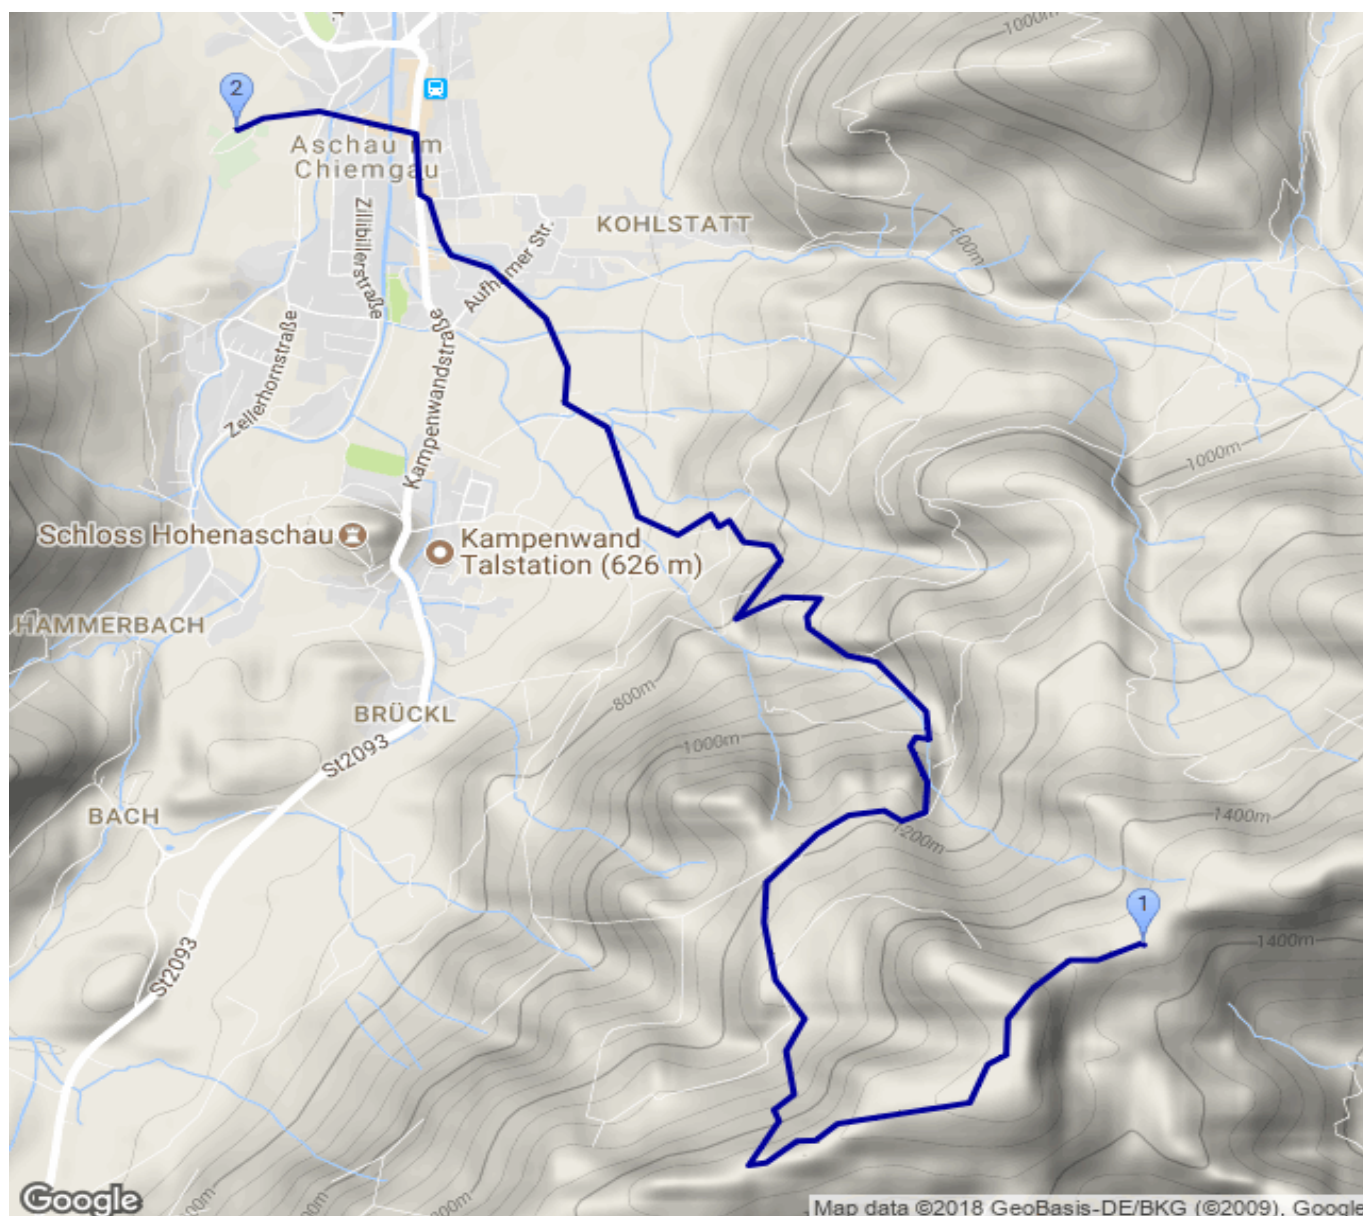 1000m
2
Aschau im
Chiemgau
KOHLSTATT
Zillibillerstraße
Aufhamer Str.
800m
Zellerhornstraße
Kampenwandstraße
1000m
Schloss Hohenaschau
Kampenwand
Talstation (626 m)
HAMMERBACH
800m
BRÜCKL
1000m
St2093
BACH
1400m
1200m
1
1400m
St2093
Google
Map data ©2018 GeoBasis-DE/BKG (©2009), Google